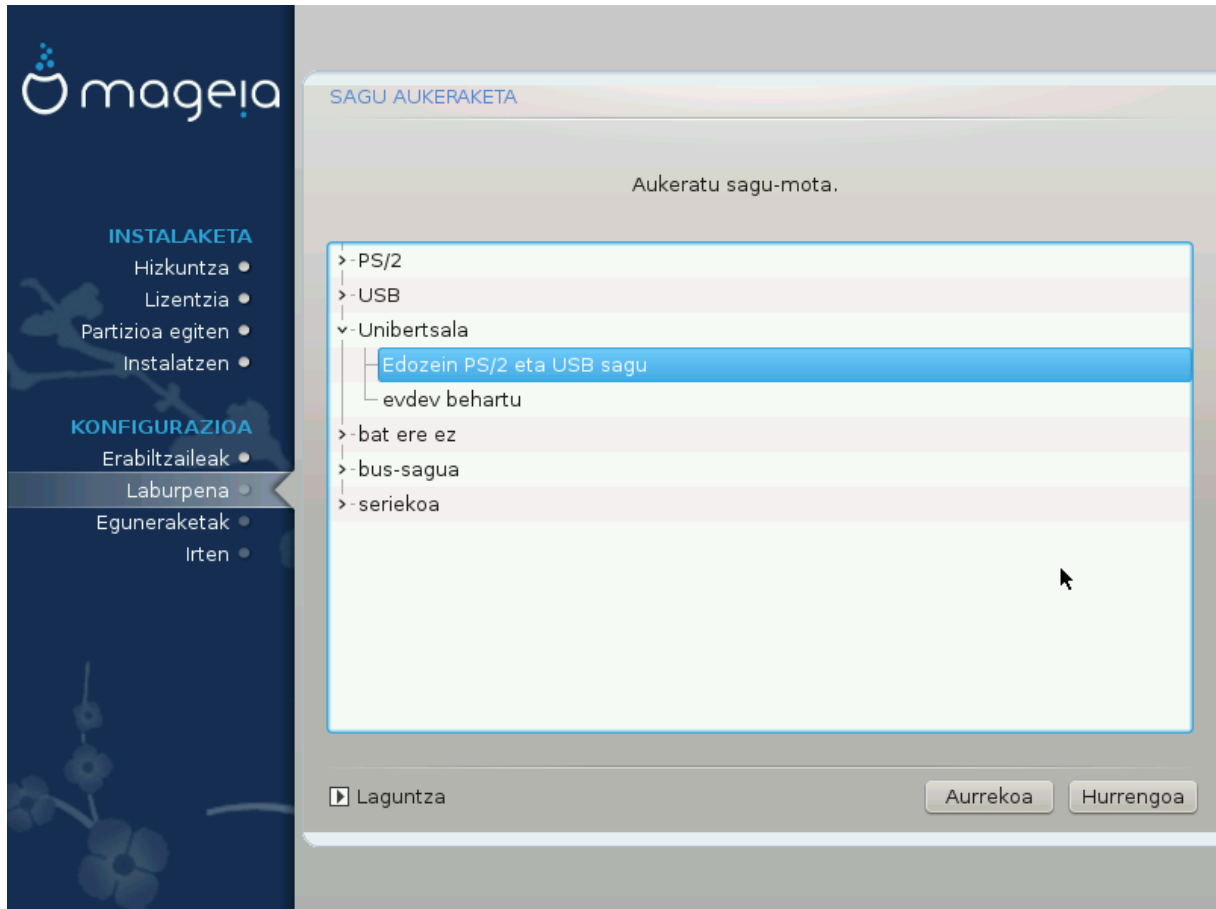 mageia
INSTALAKETA
Hizkuntza
Lizentzia
Partizioa egiten
Instalatzen
KONFIGURAZIOA
Erabiltzaileak
Laburpena
Eguneraketak
Irten
SAGU AUKERAKETA
Aukeratu sagu-mota.
PS/2
USB
Unibertsala
Edozein PS/2 eta USB sagu
evdev behartu
bat ere ez
bus-sagua
seriekoa
Laguntza
Aurrekoa
Hurrengoa